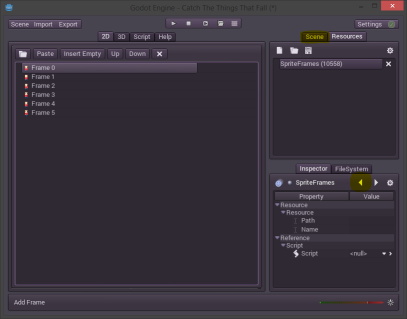 Godot Engine - Catch The Things That Fall (*)
Scene Import Export
Settings
2D 3D Script Help
Scene Resources
Paste Insert Empty Up Down
Frame 0
Frame 1
Frame 2
Frame 3
Frame 4
Frame 5
SpriteFrames (10558)
Inspector FileSystem
SpriteFrames
Property Value
Resource
Resource
Path
Name
Reference
Script
Script <null>
Add Frame